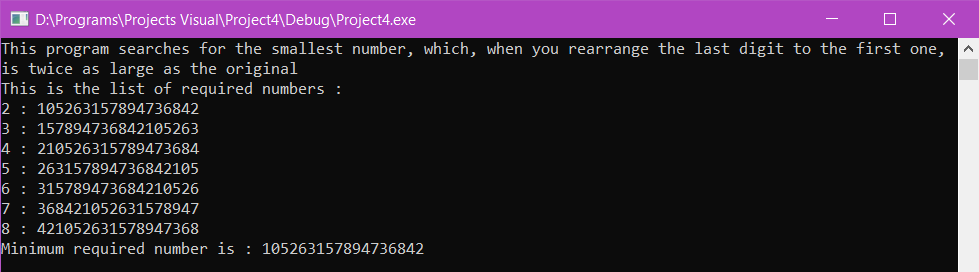 D:\Programs\Projects Visual\Project4\Debug\Project4.exe
This program searches for the smallest number, which, when you rearrange the last digit to the first one,
is twice as large as the original
This is the list of required numbers :
2 : 105263157894736842
3 : 157894736842105263
4 : 210526315789473684
5 : 263157894736842105
6 : 315789473684210526
7 : 368421052631578947
8 : 421052631578947368
Minimum required number is : 105263157894736842